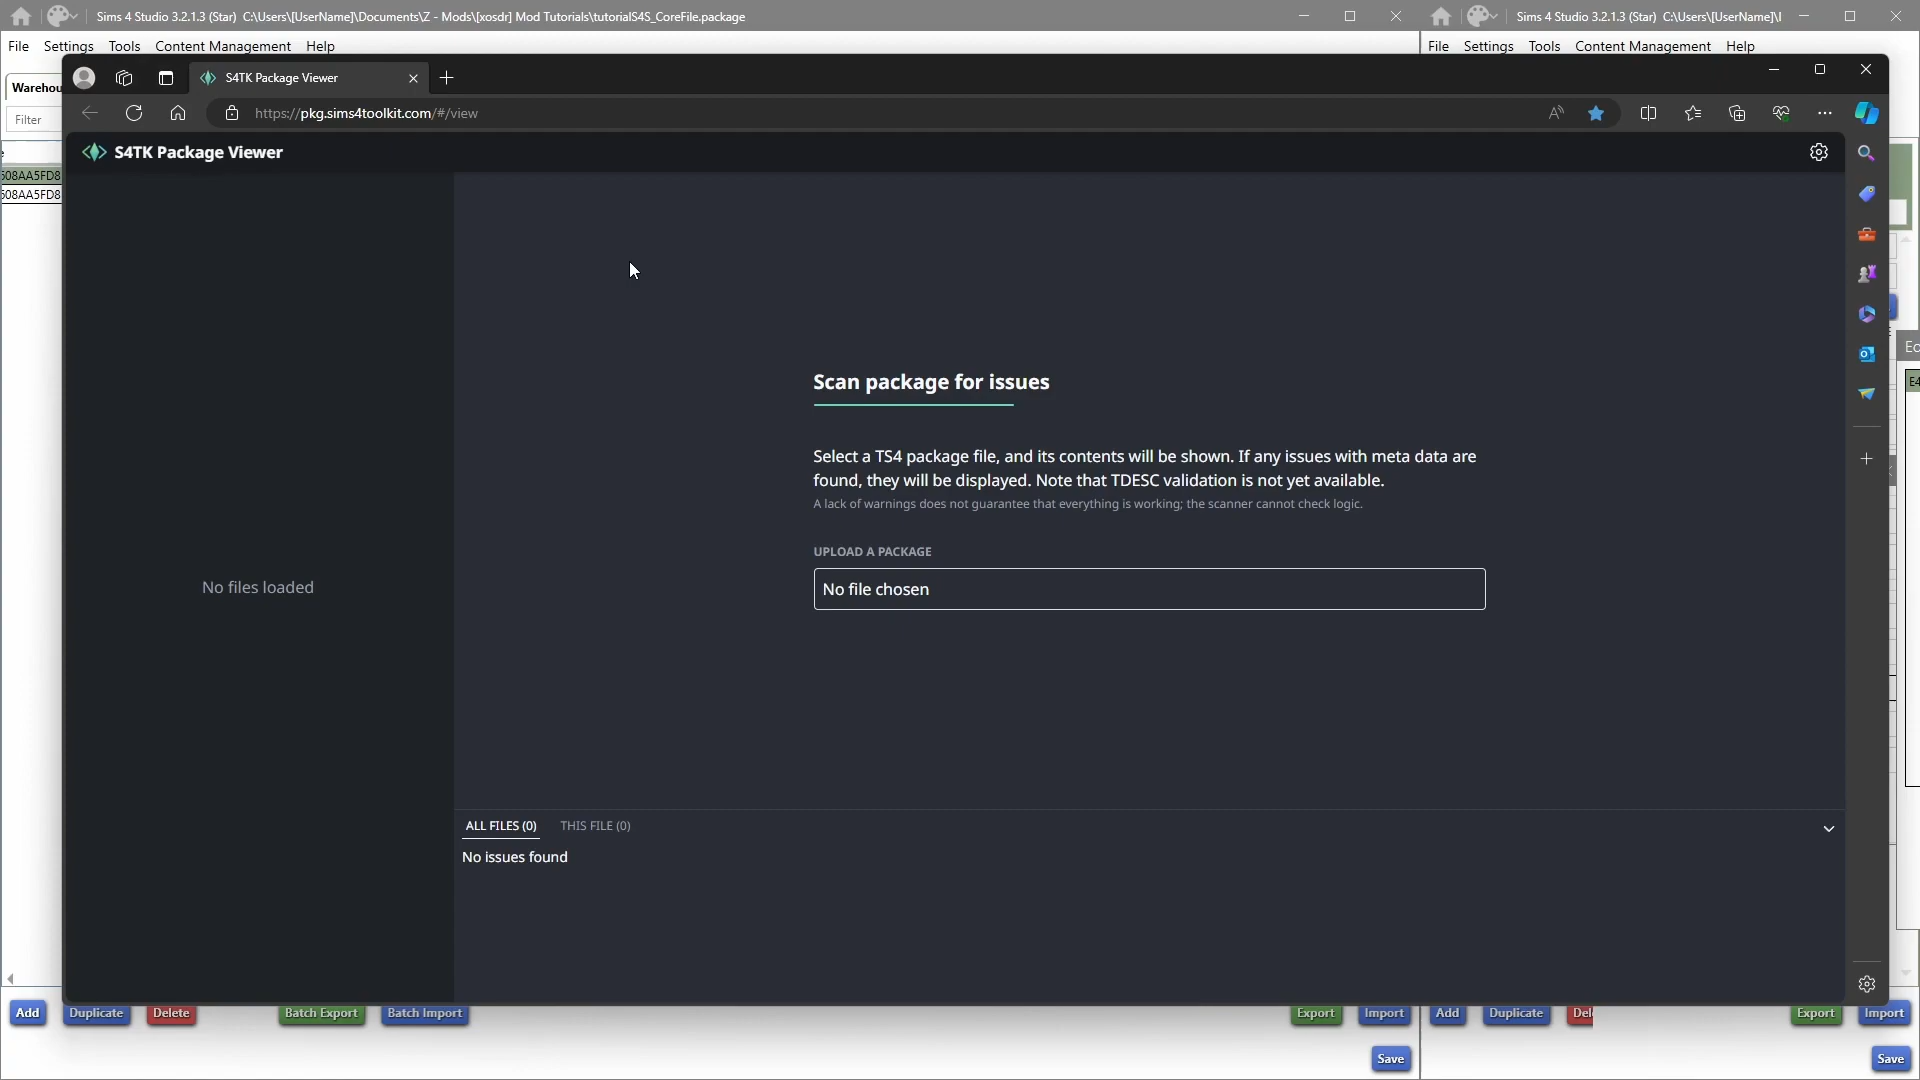 Sims 4 Studio 3.2.1.3 (Star) C:\Users\[UserName]\Documents\Z - Mods\[xosdr] Mod Tutorials\tutorialS4S_CoreFile.package
Sims 4 Studio 3.2.1.3 (Star) C:\Users\[UserName]\I
File Settings Tools Content Management Help
File Settings Tools Content Management Help
S4TK Package Viewer
Warehou
https://pkg.sims4toolkit.com/#/view
Filter
S4TK Package Viewer
508AA5FD8
508AA5FD8
Ec
E4
Scan package for issues
Select a TS4 package file, and its contents will be shown. If any issues with meta data are
found, they will be displayed. Note that TDESC validation is not yet available.
A lack of warnings does not guarantee that everything is working; the scanner cannot check logic.
UPLOAD A PACKAGE
No file chosen
No files loaded
ALL FILES (0) THIS FILE (0)
No issues found
Add Duplicate Delete Batch Export Batch Import Export Import
Add Duplicate Del Export Import
Save
Save